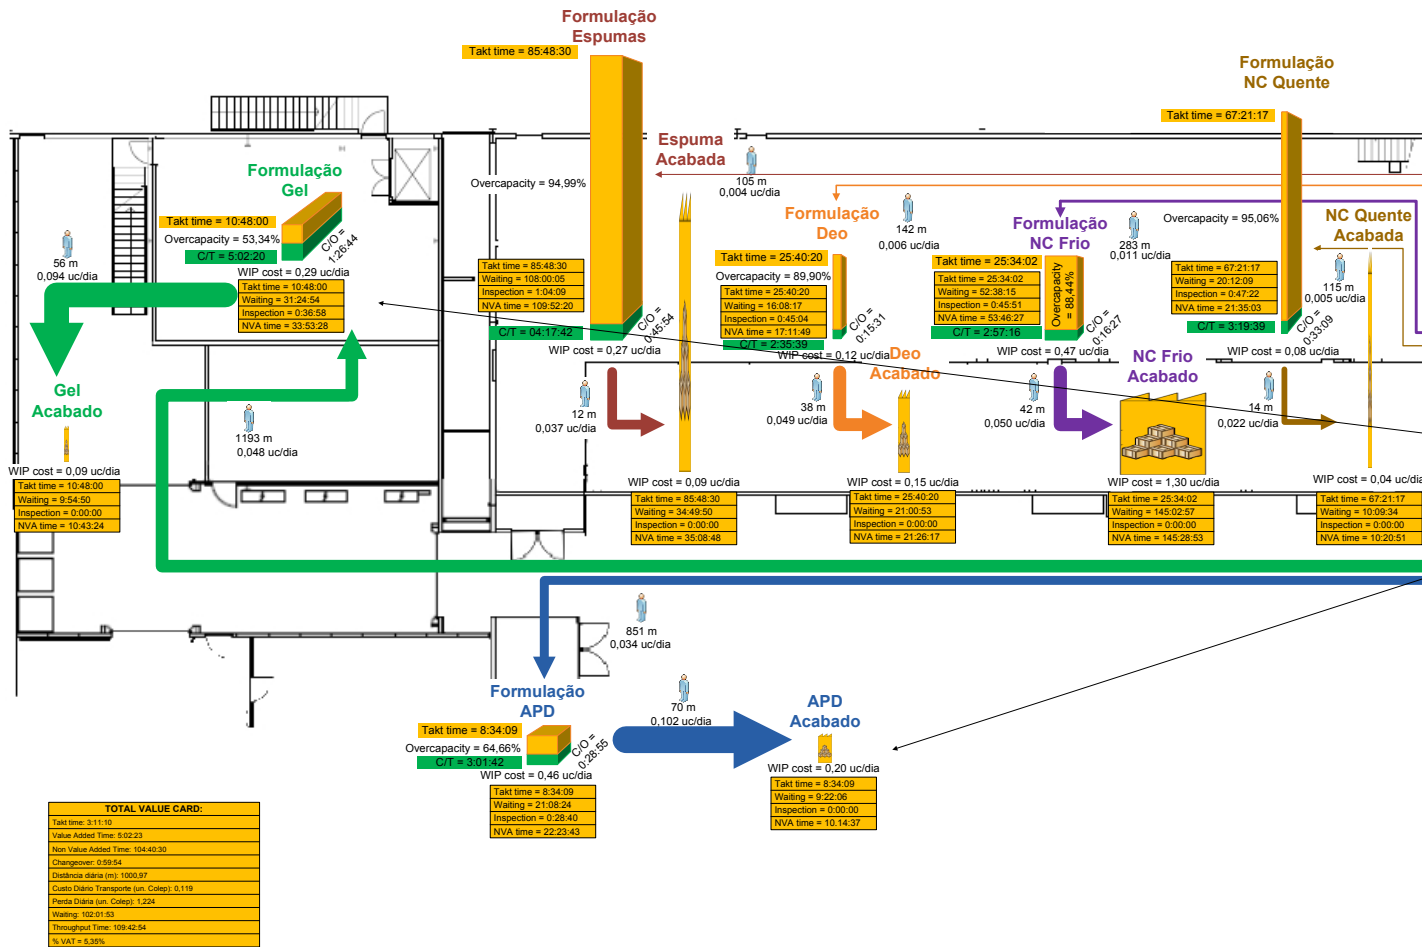 Formulação
Espumas
Takt time = 85:48:30
Overcapacity = 94,99%
Takt time = 85:48:30
Waiting = 108:00:05
Inspection = 1:04:09
NVA time = 109:52:20
C/T = 04:17:42
C/O =
0:45:54
WIP cost = 0,27 uc/dia
Formulação
NC Quente
Takt time = 67:21:17
Overcapacity = 95,06%
Takt time = 67:21:17
Waiting = 20:12:09
Inspection = 0:47:22
NVA time = 21:35:03
C/T = 3:19:39
C/O =
0:33:09
WIP cost = 0,08 uc/dia
Espuma
Acabada
105 m
0,004 uc/dia
Formulação
Gel
Takt time = 10:48:00
Overcapacity = 53,34%
C/T = 5:02:20
C/O =
1:26:44
WIP cost = 0,29 uc/dia
Takt time = 10:48:00
Waiting = 31:24:54
Inspection = 0:36:58
NVA time = 33:53:28
56 m
0,094 uc/dia
Formulação
Deo
142 m
0,006 uc/dia
Takt time = 25:40:20
Overcapacity = 89,90%
Takt time = 25:40:20
Waiting = 16:08:17
Inspection = 0:45:04
NVA time = 17:11:49
C/T = 2:35:39
C/O =
0:15:31
WIP cost = 0,12 uc/dia
Formulação
NC Frio
283 m
0,011 uc/dia
Takt time = 25:34:02
Takt time = 25:34:02
Waiting = 52:38:15
Inspection = 0:45:51
NVA time = 53:46:27
C/T = 2:57:16
Overcapacity
= 88,44%
C/O =
0:16:27
WIP cost = 0,47 uc/dia
NC Quente
Acabada
115 m
0,005 uc/dia
Gel
Acabado
WIP cost = 0,09 uc/dia
Takt time = 10:48:00
Waiting = 9:54:50
Inspection = 0:00:00
NVA time = 10:43:24
1193 m
0,048 uc/dia
12 m
0,037 uc/dia
WIP cost = 0,09 uc/dia
Takt time = 85:48:30
Waiting = 34:49:50
Inspection = 0:00:00
NVA time = 35:08:48
Deo
Acabado
38 m
0,049 uc/dia
WIP cost = 0,15 uc/dia
Takt time = 25:40:20
Waiting = 21:00:53
Inspection = 0:00:00
NVA time = 21:26:17
NC Frio
Acabado
42 m
0,050 uc/dia
WIP cost = 1,30 uc/dia
Takt time = 25:34:02
Waiting = 145:02:57
Inspection = 0:00:00
NVA time = 145:28:53
14 m
0,022 uc/dia
WIP cost = 0,04 uc/dia
Takt time = 67:21:17
Waiting = 10:09:34
Inspection = 0:00:00
NVA time = 10:20:51
851 m
0,034 uc/dia
Formulação
APD
Takt time = 8:34:09
Overcapacity = 64,66%
C/T = 3:01:42
C/O =
0:28:55
WIP cost = 0,46 uc/dia
Takt time = 8:34:09
Waiting = 21:08:24
Inspection = 0:28:40
NVA time = 22:23:43
70 m
0,102 uc/dia
APD
Acabado
WIP cost = 0,20 uc/dia
Takt time = 8:34:09
Waiting = 9:22:06
Inspection = 0:00:00
NVA time = 10.14:37
TOTAL VALUE CARD:
Takt time: 3:11:10
Value Added Time: 5:02:23
Non Value Added Time: 104:40:30
Changeover: 0:59:54
Distância diária (m): 1000,97
Custo Diário Transporte (un. Colep): 0,119
Perda Diária (un. Colep): 1,224
Waiting: 102:01:53
Throughput Time: 109:42:54
% VAT = 5,35%